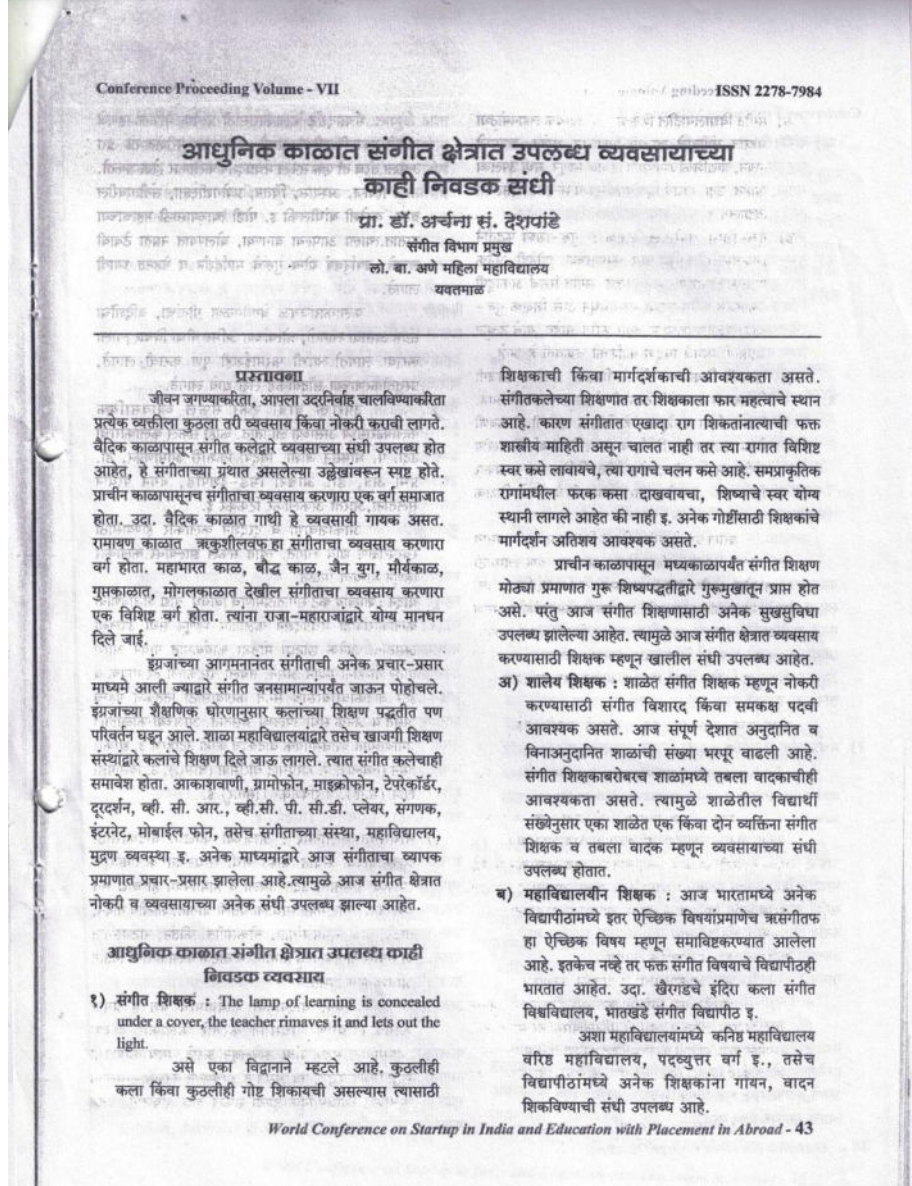 Conference Proceeding Volume - VII
ISSN 2278-7984
आधुनिक काळात संगीत क्षेत्रात उपलब्ध व्यवसायाच्या
काही निवडक संधी
प्रा. डॉ. अर्चना सं. देशपांडे
संगीत विभाग प्रमुख
लो. बा. अणे महिला महाविद्यालय
यवतमाळ
प्रस्तावना
जीवन जगण्याकरिता, आपला उदरनिर्वाह चालविण्याकरिता
प्रत्येक व्यक्तीला कुठला तरी व्यवसाय किंवा नोकरी करावी लागते.
वैदिक काळापासून संगीत कलेद्वारे व्यवसाच्या संधी उपलब्ध होत
आहेत, हे संगीताच्या ग्रंथात असलेल्या उल्लेखांवरून स्पष्ट होते.
प्राचीन काळापासूनच संगीताचा व्यवसाय करणारा एक वर्ग समाजात
होता. उदा. वैदिक काळात गाथी हे व्यवसायी गायक असत.
रामायण काळात ऋकुशीलवफ हा संगीताचा व्यवसाय करणारा
वर्ग होता. महाभारत काळ, बौद्ध काळ, जैन युग, मौर्यकाळ,
गुप्तकाळात, मोगलकाळात देखील संगीताचा व्यवसाय करणारा
एक विशिष्ट वर्ग होता. त्यांना राजा-महाराजांद्वारे योग्य मानधन
दिले जाई.
इंग्रजांच्या आगमनानंतर संगीताची अनेक प्रचार-प्रसार
माध्यमे आली ज्याद्वारे संगीत जनसामान्यांपर्यंत जाऊन पोहोचले.
इंग्रजांच्या शैक्षणिक धोरणानुसार कलांच्या शिक्षण पद्धतीत पण
परिवर्तन घडून आले. शाळा महाविद्यालयांद्वारे तसेच खाजगी शिक्षण
संस्थांद्वारे कलांचे शिक्षण दिले जाऊ लागले. त्यात संगीत कलेचाही
समावेश होता. आकाशवाणी, ग्रामोफोन, माइक्रोफोन, टेपरेकॉर्डर,
दूरदर्शन, व्ही. सी. आर., व्ही.सी. पी. सी.डी. प्लेयर, संगणक,
इंटरनेट, मोबाईल फोन, तसेच संगीताच्या संस्था, महाविद्यालय,
मुद्रण व्यवस्था इ. अनेक माध्यमांद्वारे आज संगीताचा व्यापक
प्रमाणात प्रचार-प्रसार झालेला आहे.त्यामुळे आज संगीत क्षेत्रात
नोकरी व व्यवसायाच्या अनेक संधी उपलब्ध झाल्या आहेत.
आधुनिक काळात संगीत क्षेत्रात उपलब्ध काही
निवडक व्यवसाय
१) संगीत शिक्षक : The lamp of learning is concealed
under a cover, the teacher rimaves it and lets out the
light.
असे एका विद्वानाने म्हटले आहे, कुठलीही
कला किंवा कुठलीही गोष्ट शिकायची असल्यास त्यासाठी
शिक्षकाची किंवा मार्गदर्शकाची आवश्यकता असते.
संगीतकलेच्या शिक्षणांत तर शिक्षकाला फार महत्वाचे स्थान
आहे. कारण संगीतात एखादा राग शिकतांनात्याची फक्त
शास्त्रीय माहिती असून चालत नाही तर त्या रागात विशिष्ट
स्वर कसे लावायचे, त्या रागाचे चलन कसे आहे. समप्राकृतिक
रागांमधील फरक कसा दाखवायचा, शिष्याचे स्वर योग्य
स्थानी लागले आहेत की नाही इ. अनेक गोष्टींसाठी शिक्षकांचे
मार्गदर्शन अतिशय आवश्यक असते.
प्राचीन काळापासून मध्यकाळापर्यंत संगीत शिक्षण
मोठ्या प्रमाणात गुरू शिष्यपद्धतीद्वारे गुरूमुखातून प्राप्त होत
असे. परंतु आज संगीत शिक्षणासाठी अनेक सुखसुविधा
उपलब्ध झालेल्या आहेत. त्यामुळे आज संगीत क्षेत्रात व्यवसाय
करण्यासाठी शिक्षक म्हणून खालील संधी उपलब्ध आहेत.
अ) शालेय शिक्षक : शाळेत संगीत शिक्षक म्हणून नोकरी
करण्यासाठी संगीत विशारद किंवा समकक्ष पदवी
आवश्यक असते. आज संपूर्ण देशात अनुदानित व
विनाअनुदानित शाळांची संख्या भरपूर वाढली आहे.
संगीत शिक्षकाबरोबरच शाळांमध्ये तबला वादकाचीही
आवश्यकता असते. त्यामुळे शाळेतील विद्यार्थी
संख्येनुसार एका शाळेत एक किंवा दोन व्यक्तिंना संगीत
शिक्षक व तबला वादक म्हणून व्यवसायाच्या संधी
उपलब्ध होतात.
ब) महाविद्यालयीन शिक्षक : आज भारतामध्ये अनेक
विद्यापीठांमध्ये इतर ऐच्छिक विषयांप्रमाणेच ऋसंगीतफ
हा ऐच्छिक विषय म्हणून समाविष्टकरण्यात आलेला
आहे. इतकेच नव्हे तर फक्त संगीत विषयाचे विद्यापीठही
भारतात आहेत. उदा. खैरागडचे इंदिरा कला संगीत
विश्वविद्यालय, भातखंडे संगीत विद्यापीठ इ.
अशा महाविद्यालयांमध्ये कनिष्ठ महाविद्यालय
वरिष्ठ महाविद्यालय, पदव्युत्तर वर्ग इ., तसेच
विद्यापीठांमध्ये अनेक शिक्षकांना गायन, वादन
शिकविण्याची संधी उपलब्ध आहे.
World Conference on Startup in India and Education with Placement in Abroad - 43